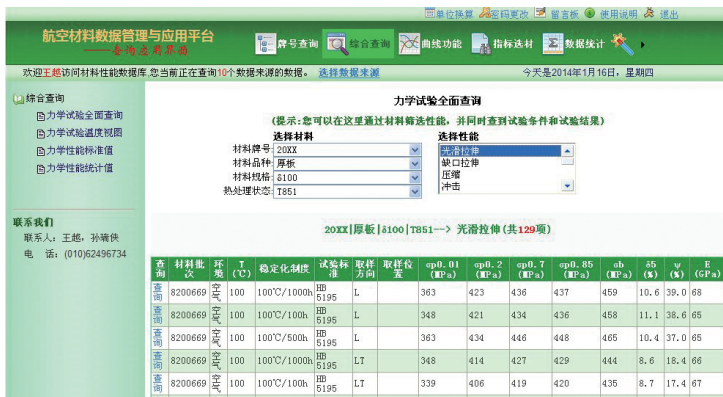 单位换算 密码更改 留言板 使用说明 退出
航空材料数据管理与应用平台
——查询应用界面
牌号查询 综合查询 曲线功能 指标选材 数据统计
欢迎王越访问材料性能数据库,您当前正在查询10个数据来源的数据。 选择数据来源 今天是2014年1月16日，星期四
综合查询
力学试验全面查询
力学试验温度视图
力学性能标准值
力学性能统计值
联系我们
联系人：王越，孙瑞侠
电 话：(010)62496734
力学试验全面查询
(提示:您可以在这里通过材料筛选性能，并同时查到试验条件和试验结果)
选择材料 选择性能
材料牌号: 20XX
材料品种: 厚板
材料规格: δ100
热处理状态: T851
光滑拉伸
缺口拉伸
压缩
冲击
20XX|厚板|δ100|T851--> 光滑拉伸(共129项)
查询 材料批次 环境 T(℃) 稳定化制度 试验标准 取样方向 取样位置 σp0.01(MPa) σp0.2(MPa) σp0.7(MPa) σp0.85(MPa) σb(MPa) δ5(%) ψ(%) E(GPa)
查询 8200669 空气 100 100℃/1000h HB 5195 L 363 423 436 437 459 10.6 39.0 68
查询 8200669 空气 100 100℃/100h HB 5195 L 348 421 434 436 458 11.1 38.6 65
查询 8200669 空气 100 100℃/500h HB 5195 L 363 434 446 448 465 10.4 37.0 65
查询 8200669 空气 100 100℃/1000h HB 5195 LT 348 414 427 429 444 8.6 18.4 66
查询 8200669 空气 100 100℃/100h HB 5195 LT 339 406 419 420 435 8.7 17.4 67